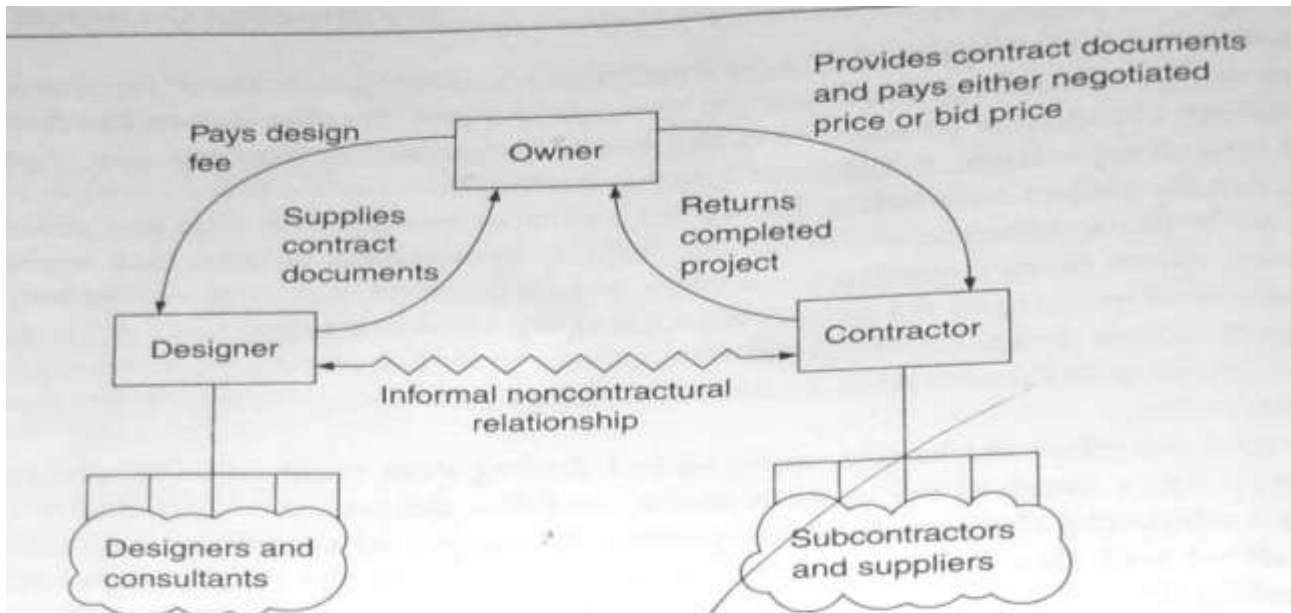 Provides contract documents
and pays either negotiated
price or bid price
Pays design
fee
Owner
Supplies
contract
documents
Returns
completed
project
Designer
Contractor
Informal noncontractural
relationship
Designers and
consultants
Subcontractors
and suppliers